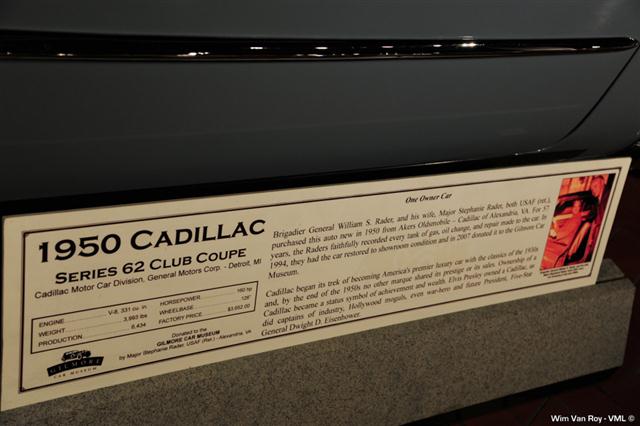 1950 CADILLAC
SERIES 62 CLUB COUPE
Cadillac Motor Car Division, General Motors Corp. - Detroit, MI
ENGINE V-8, 331 cu. in
WEIGHT 3,993 lbs
PRODUCTION 6,434
HORSEPOWER 160 hp
WHEELBASE 126"
FACTORY PRICE $3,652.00
Donated to the
GILMORE CAR MUSEUM
by Major Stephanie Rader, USAF (Ret.) - Alexandria, VA
GILMORE
CAR MUSEUM
One Owner Car
Brigadier General William S. Rader, and his wife, Major Stephanie Rader, both USAF (ret.),
purchased this auto new in 1950 from Akers Oldsmobile – Cadillac of Alexandria, VA. For 57
years, the Raders faithfully recorded every tank of gas, oil change, and repair made to the car. In
1994, they had the car restored to showroom condition and in 2007 donated it to the Gilmore Car
Museum.
Cadillac began its trek of becoming America's premier luxury car with the classics of the 1930s
and, by the end of the 1950s no other marque shared in prestige or its sales. Ownership of a
Cadillac became a status symbol of achievement and wealth. Elvis Presley owned a Cadillac, as
did captains of industry, Hollywood moguls, even war-hero and future President, Five-Star
General Dwight D. Eisenhower.
Wim Van Roy - VML ©